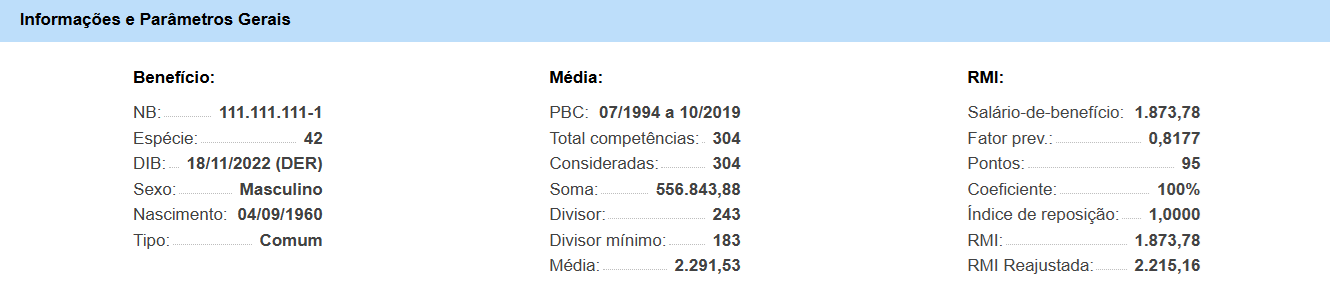 Informações e Parâmetros Gerais
Benefício:
NB: 111.111.111-1
Espécie: 42
DIB: 18/11/2022 (DER)
Sexo: Masculino
Nascimento: 04/09/1960
Tipo: Comum
Média:
PBC: 07/1994 a 10/2019
Total competências: 304
Consideradas: 304
Soma: 556.843,88
Divisor: 243
Divisor mínimo: 183
Média: 2.291,53
RMI:
Salário-de-benefício: 1.873,78
Fator prev.: 0,8177
Pontos: 95
Coeficiente: 100%
Índice de reposição: 1,0000
RMI: 1.873,78
RMI Reajustada: 2.215,16